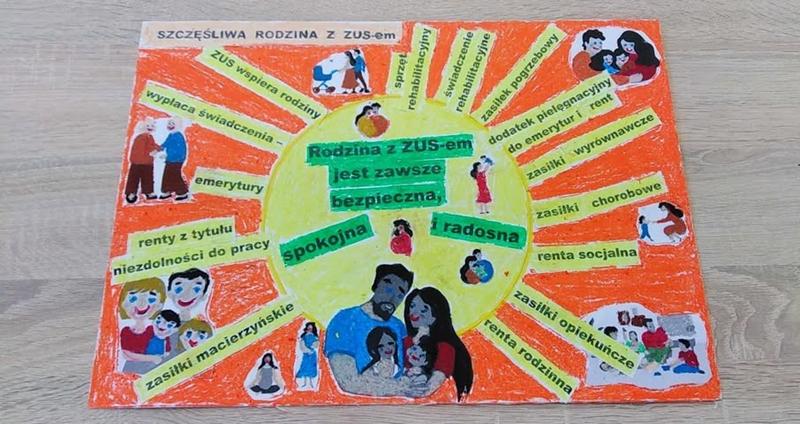 SZCZĘŚLIWA RODZINA Z ZUS-em
ZUS wspiera rodziny
wypłaca świadczenia –
emerytury
renty z tytułu
niezdolności do pracy
zasiłki macierzyńskie
Rodzina z ZUS-em
jest zawsze
bezpieczna,
spokojna
i radosna
sprzęt
rehabilitacyjny
świadczenie
rehabilitacyjne
zasiłek pogrzebowy
dodatek pielęgnacyjny
do emerytur i rent
zasiłki wyrównawcze
zasiłki chorobowe
renta socjalna
zasiłki opiekuńcze
renta rodzinna